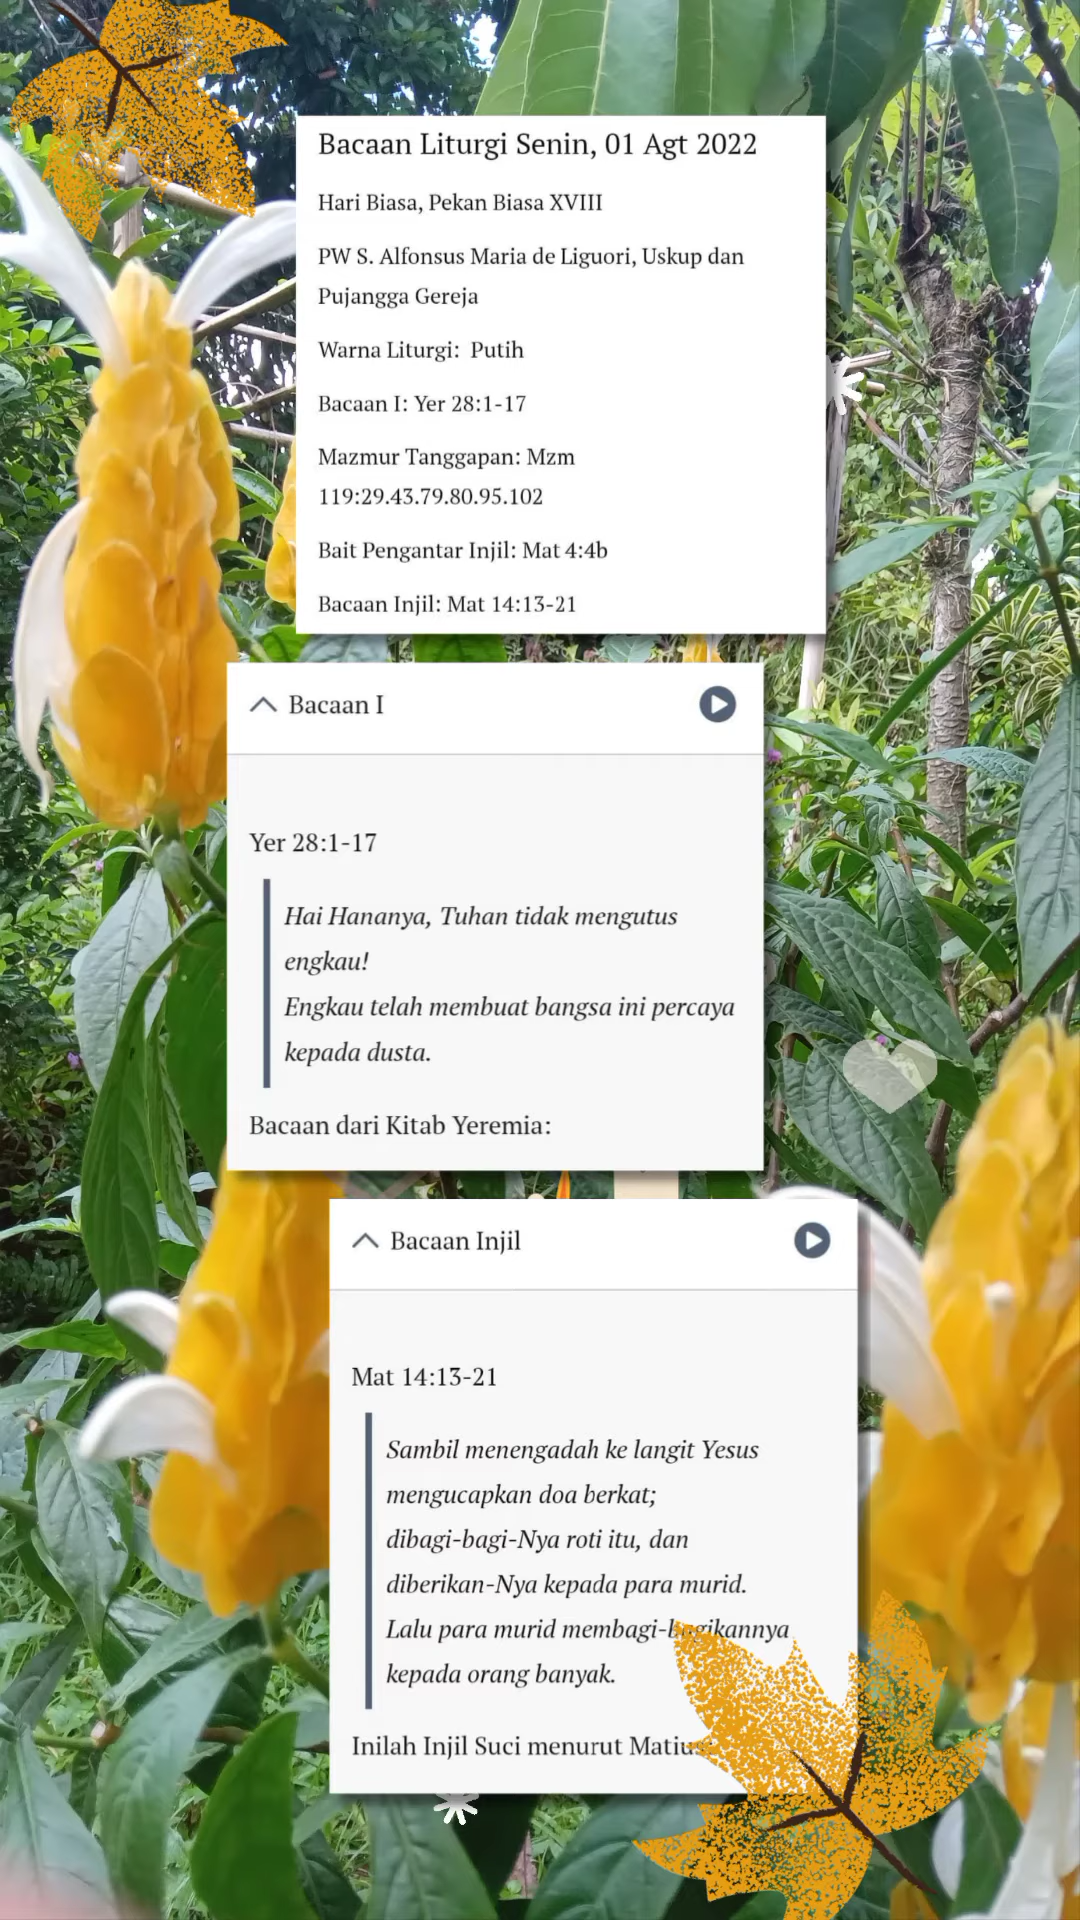 Bacaan Liturgi Senin, 01 Agt 2022
Hari Biasa, Pekan Biasa XVIII
PW S. Alfonsus Maria de Liguori, Uskup dan
Pujangga Gereja
Warna Liturgi: Putih
Bacaan I: Yer 28:1-17
Mazmur Tanggapan: Mzm
119:29.43.79.80.95.102
Bait Pengantar Injil: Mat 4:4b
Bacaan Injil: Mat 14:13-21
Bacaan I
Yer 28:1-17
Hai Hananya, Tuhan tidak mengutus
engkau!
Engkau telah membuat bangsa ini percaya
kepada dusta.
Bacaan dari Kitab Yeremia:
Bacaan Injil
Mat 14:13-21
Sambil menengadah ke langit Yesus
mengucapkan doa berkat;
dibagi-bagi-Nya roti itu, dan
diberikan-Nya kepada para murid.
Lalu para murid membagi-bagikannya
kepada orang banyak.
Inilah Injil Suci menurut Matius